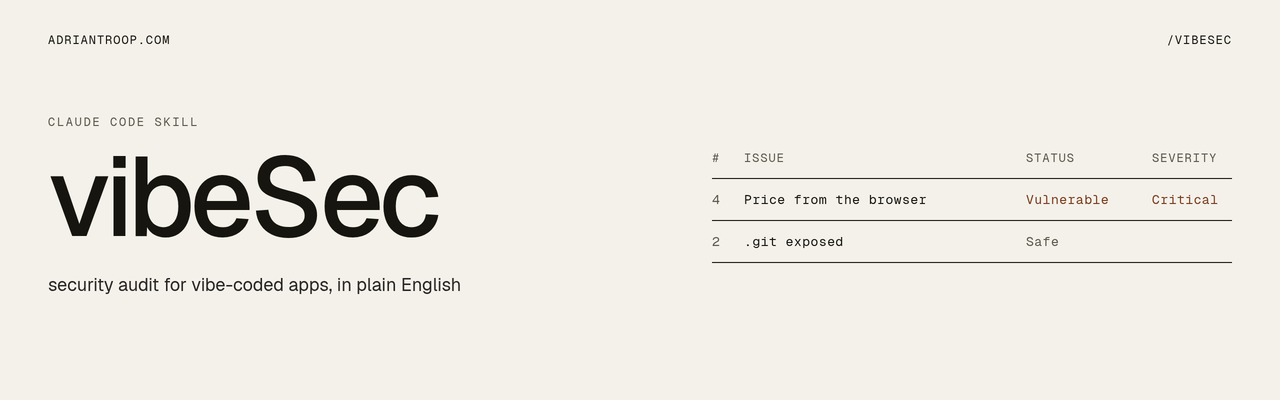 ADRIANTROOP.COM
/VIBESEC
CLAUDE CODE SKILL
vibeSec
security audit for vibe-coded apps, in plain English
# ISSUE STATUS SEVERITY
4 Price from the browser Vulnerable Critical
2 .git exposed Safe